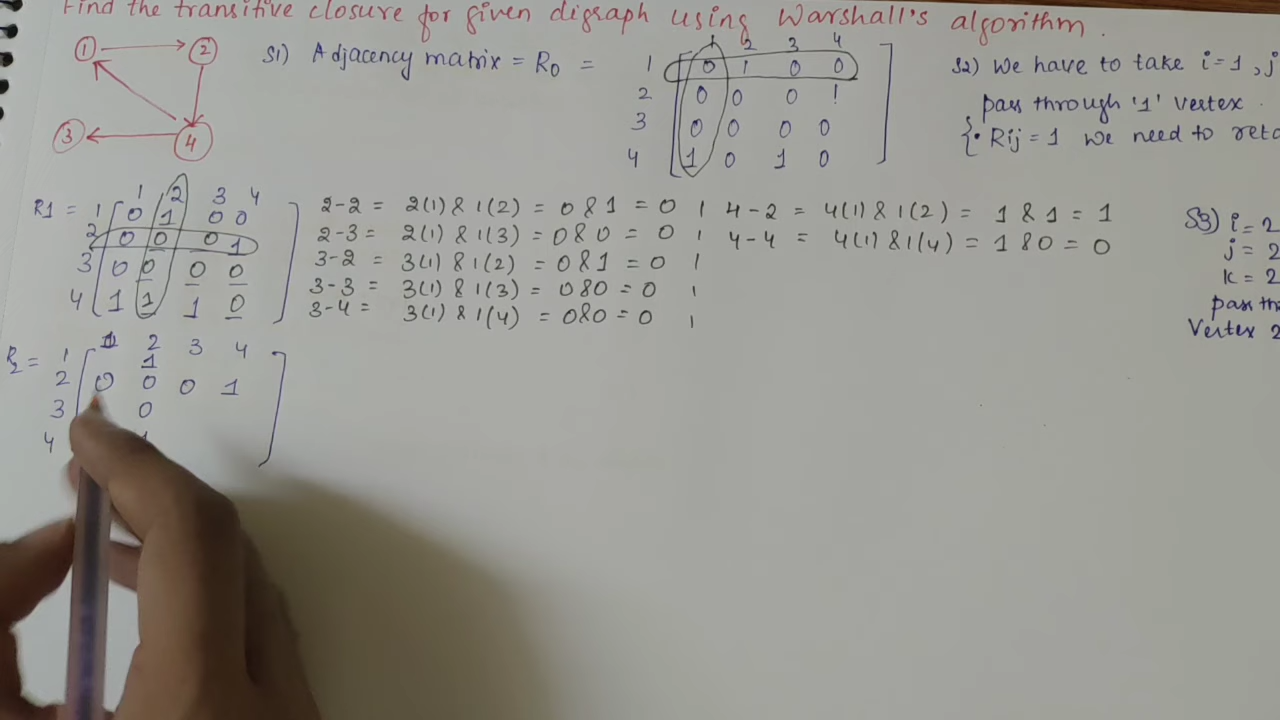 Find the transitive closure for given digraph using Warshall's algorithm.
1 2
3 4
S1) Adjacency matrix = R0 =
1 2 3 4
1 0 1 0 0
2 0 0 0 1
3 0 0 0 0
4 1 0 1 0
S2) We have to take i=1, j
pass through '1' vertex.
{• Rij = 1 we need to
R1 =
1 2 3 4
1 0 1 0 0
2 0 0 0 1
3 0 0 0 0
4 1 1 1 0
2-2 = 2(1) & 1(2) = 0 & 1 = 0 |
2-3 = 2(1) & 1(3) = 0 & 0 = 0 |
3-2 = 3(1) & 1(2) = 0 & 1 = 0 |
3-3 = 3(1) & 1(3) = 0 & 0 = 0 |
3-4 = 3(1) & 1(4) = 0 & 0 = 0 |
4-2 = 4(1) & 1(2) = 1 & 1 = 1
4-4 = 4(1) & 1(4) = 1 & 0 = 0
S3) i = 2
j = 2
k = 2
pass
Vertex 2
R2 =
1 2 3 4
1 1
2 0 0 0 1
3 0
4